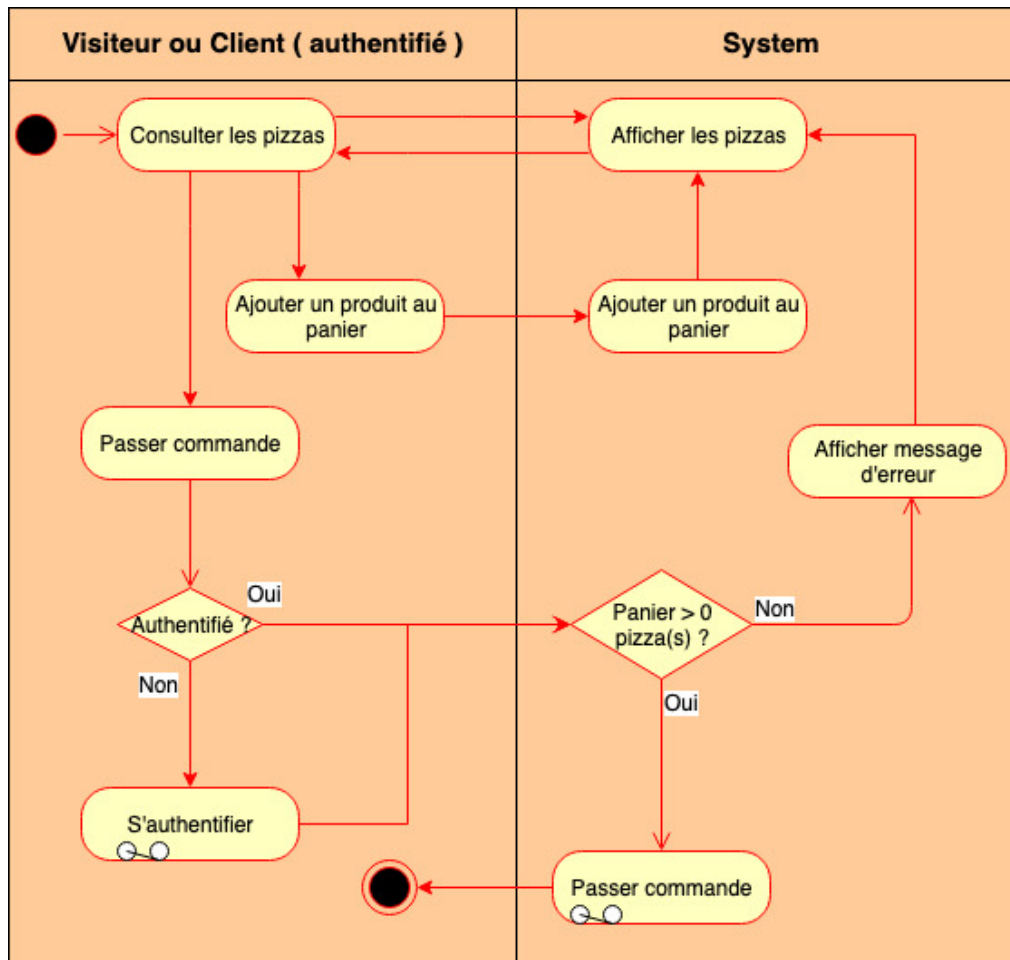 Visiteur ou Client ( authentifié )
System
Consulter les pizzas
Afficher les pizzas
Ajouter un produit au
panier
Ajouter un produit au
panier
Passer commande
Afficher message
d'erreur
Oui
Authentifié ?
Non
Panier > 0
pizza(s) ?
Non
Oui
S'authentifier
Passer commande